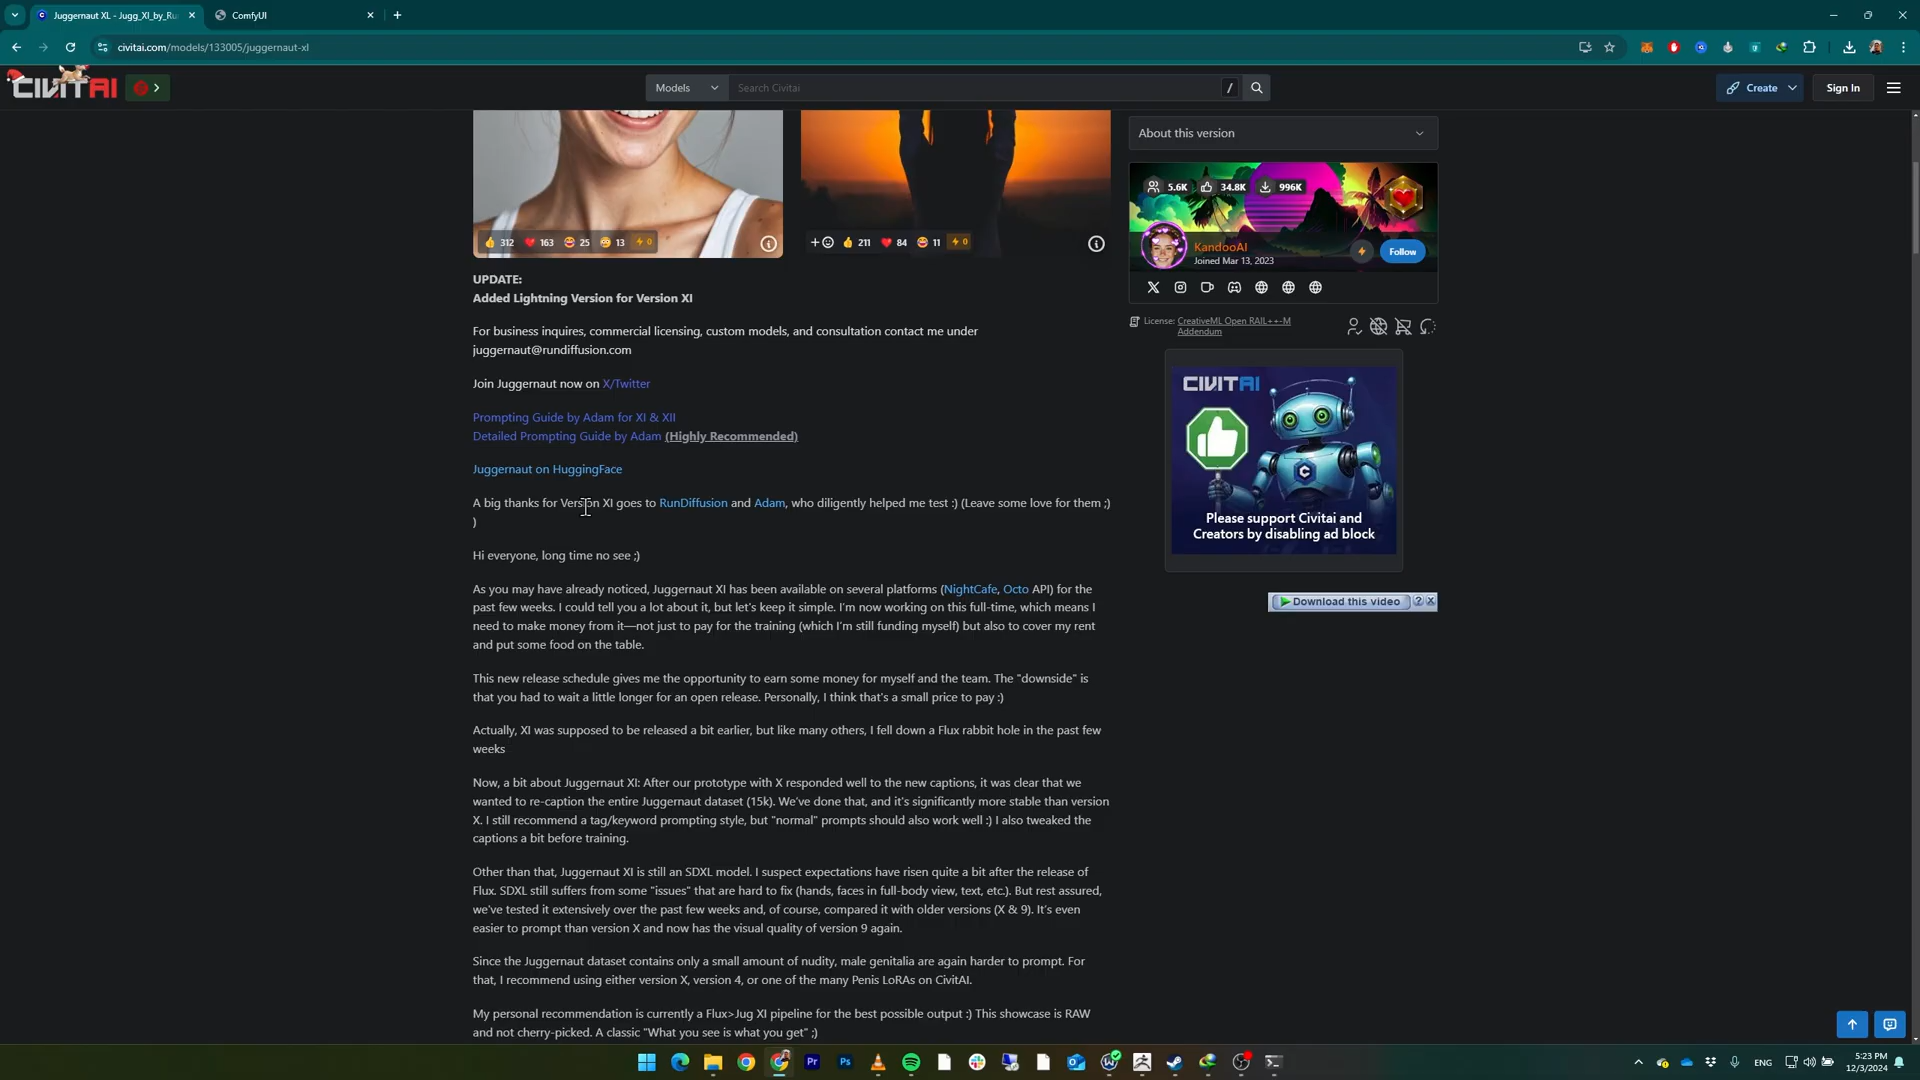 Juggernaut XL - Jugg_XI_by_Ru
ComfyUI
civitai.com/models/133005/juggernaut-xl
CIVITAI
Models
Search Civitai
/
Create
Sign In
312 163 25 13 0
211 84 11 0
About this version
5.6K 34.8K 996K
KandooAI
Joined Mar 13, 2023
Follow
License: CreativeML Open RAIL++-M
Addendum
UPDATE:
Added Lightning Version for Version XI
For business inquires, commercial licensing, custom models, and consultation contact me under
juggernaut@rundiffusion.com
Join Juggernaut now on X/Twitter
Prompting Guide by Adam for XI & XII
Detailed Prompting Guide by Adam (Highly Recommended)
Juggernaut on HuggingFace
A big thanks for Version XI goes to RunDiffusion and Adam, who diligently helped me test :) (Leave some love for them ;)
)
Hi everyone, long time no see ;)
As you may have already noticed, Juggernaut XI has been available on several platforms (NightCafe, Octo API) for the
past few weeks. I could tell you a lot about it, but let's keep it simple. I'm now working on this full-time, which means I
need to make money from it—not just to pay for the training (which I'm still funding myself) but also to cover my rent
and put some food on the table.
This new release schedule gives me the opportunity to earn some money for myself and the team. The "downside" is
that you had to wait a little longer for an open release. Personally, I think that's a small price to pay :)
Actually, XI was supposed to be released a bit earlier, but like many others, I fell down a Flux rabbit hole in the past few
weeks
Now, a bit about Juggernaut XI: After our prototype with X responded well to the new captions, it was clear that we
wanted to re-caption the entire Juggernaut dataset (15k). We've done that, and it's significantly more stable than version
X. I still recommend a tag/keyword prompting style, but "normal" prompts should also work well :) I also tweaked the
captions a bit before training.
Other than that, Juggernaut XI is still an SDXL model. I suspect expectations have risen quite a bit after the release of
Flux. SDXL still suffers from some "issues" that are hard to fix (hands, faces in full-body view, text, etc.). But rest assured,
we've tested it extensively over the past few weeks and, of course, compared it with older versions (X & 9). It's even
easier to prompt than version X and now has the visual quality of version 9 again.
Since the Juggernaut dataset contains only a small amount of nudity, male genitalia are again harder to prompt. For
that, I recommend using either version X, version 4, or one of the many Penis LoRAs on CivitAI.
My personal recommendation is currently a Flux>Jug XI pipeline for the best possible output :) This showcase is RAW
and not cherry-picked. A classic "What you see is what you get" ;)
CIVITAI
Please support Civitai and
Creators by disabling ad block
Download this video
? X
ENG
5:23 PM
12/3/2024